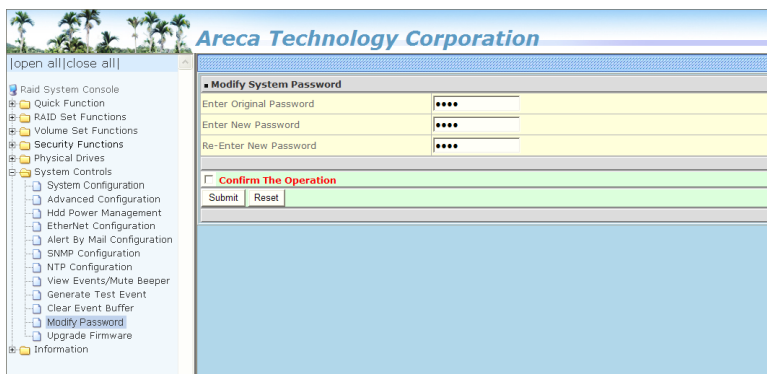 Areca Technology Corporation
|open all|close all|
Raid System Console
Quick Function
RAID Set Functions
Volume Set Functions
Security Functions
Physical Drives
System Controls
System Configuration
Advanced Configuration
Hdd Power Management
EtherNet Configuration
Alert By Mail Configuration
SNMP Configuration
NTP Configuration
View Events/Mute Beeper
Generate Test Event
Clear Event Buffer
Modify Password
Upgrade Firmware
Information
Modify System Password
Enter Original Password ••••
Enter New Password ••••
Re-Enter New Password ••••
Confirm The Operation
Submit Reset